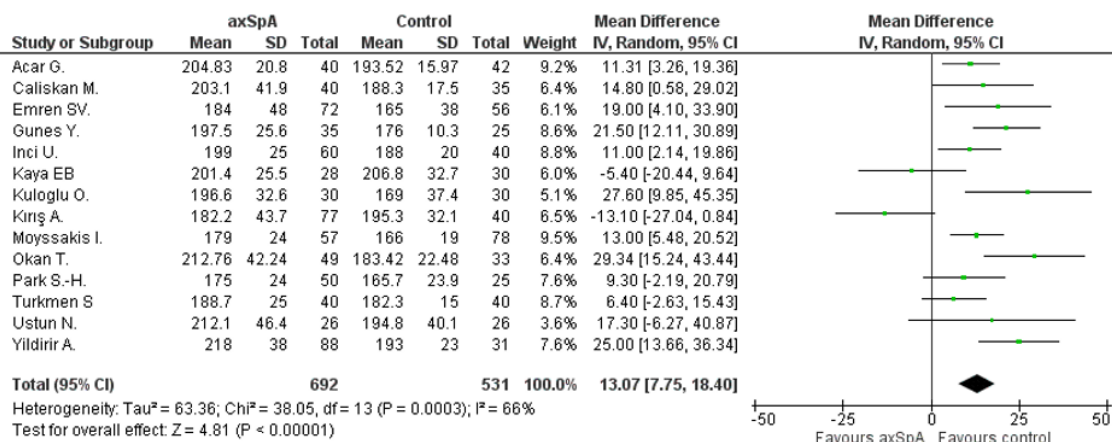 axSpA Control Mean Difference Mean Difference
Study or Subgroup Mean SD Total Mean SD Total Weight IV, Random, 95% CI IV, Random, 95% CI
Acar G. 204.83 20.8 40 193.52 15.97 42 9.2% 11.31 [3.26, 19.36]
Caliskan M. 203.1 41.9 40 188.3 17.5 35 6.4% 14.80 [0.58, 29.02]
Emren SV. 184 48 72 165 38 56 6.1% 19.00 [4.10, 33.90]
Gunes Y. 197.5 25.6 35 176 10.3 25 8.6% 21.50 [12.11, 30.89]
Inci U. 199 25 60 188 20 40 8.8% 11.00 [2.14, 19.86]
Kaya EB 201.4 25.5 28 206.8 32.7 30 6.0% -5.40 [-20.44, 9.64]
Kuloglu O. 196.6 32.6 30 169 37.4 30 5.1% 27.60 [9.85, 45.35]
Kırış A. 182.2 43.7 77 195.3 32.1 40 6.5% -13.10 [-27.04, 0.84]
Moyssakis I. 179 24 57 166 19 78 9.5% 13.00 [5.48, 20.52]
Okan T. 212.76 42.24 49 183.42 22.48 33 6.4% 29.34 [15.24, 43.44]
Park S.-H. 175 24 50 165.7 23.9 25 7.6% 9.30 [-2.19, 20.79]
Turkmen S 188.7 25 40 182.3 15 40 8.7% 6.40 [-2.63, 15.43]
Ustun N. 212.1 46.4 26 194.8 40.1 26 3.6% 17.30 [-6.27, 40.87]
Yildirir A. 218 38 88 193 23 31 7.6% 25.00 [13.66, 36.34]
Total (95% CI) 692 531 100.0% 13.07 [7.75, 18.40]
Heterogeneity: Tau² = 63.36; Chi² = 38.05, df = 13 (P = 0.0003); I² = 66%
Test for overall effect: Z = 4.81 (P < 0.00001)
-50 -25 0 25 50
Favours axSpA Favours control